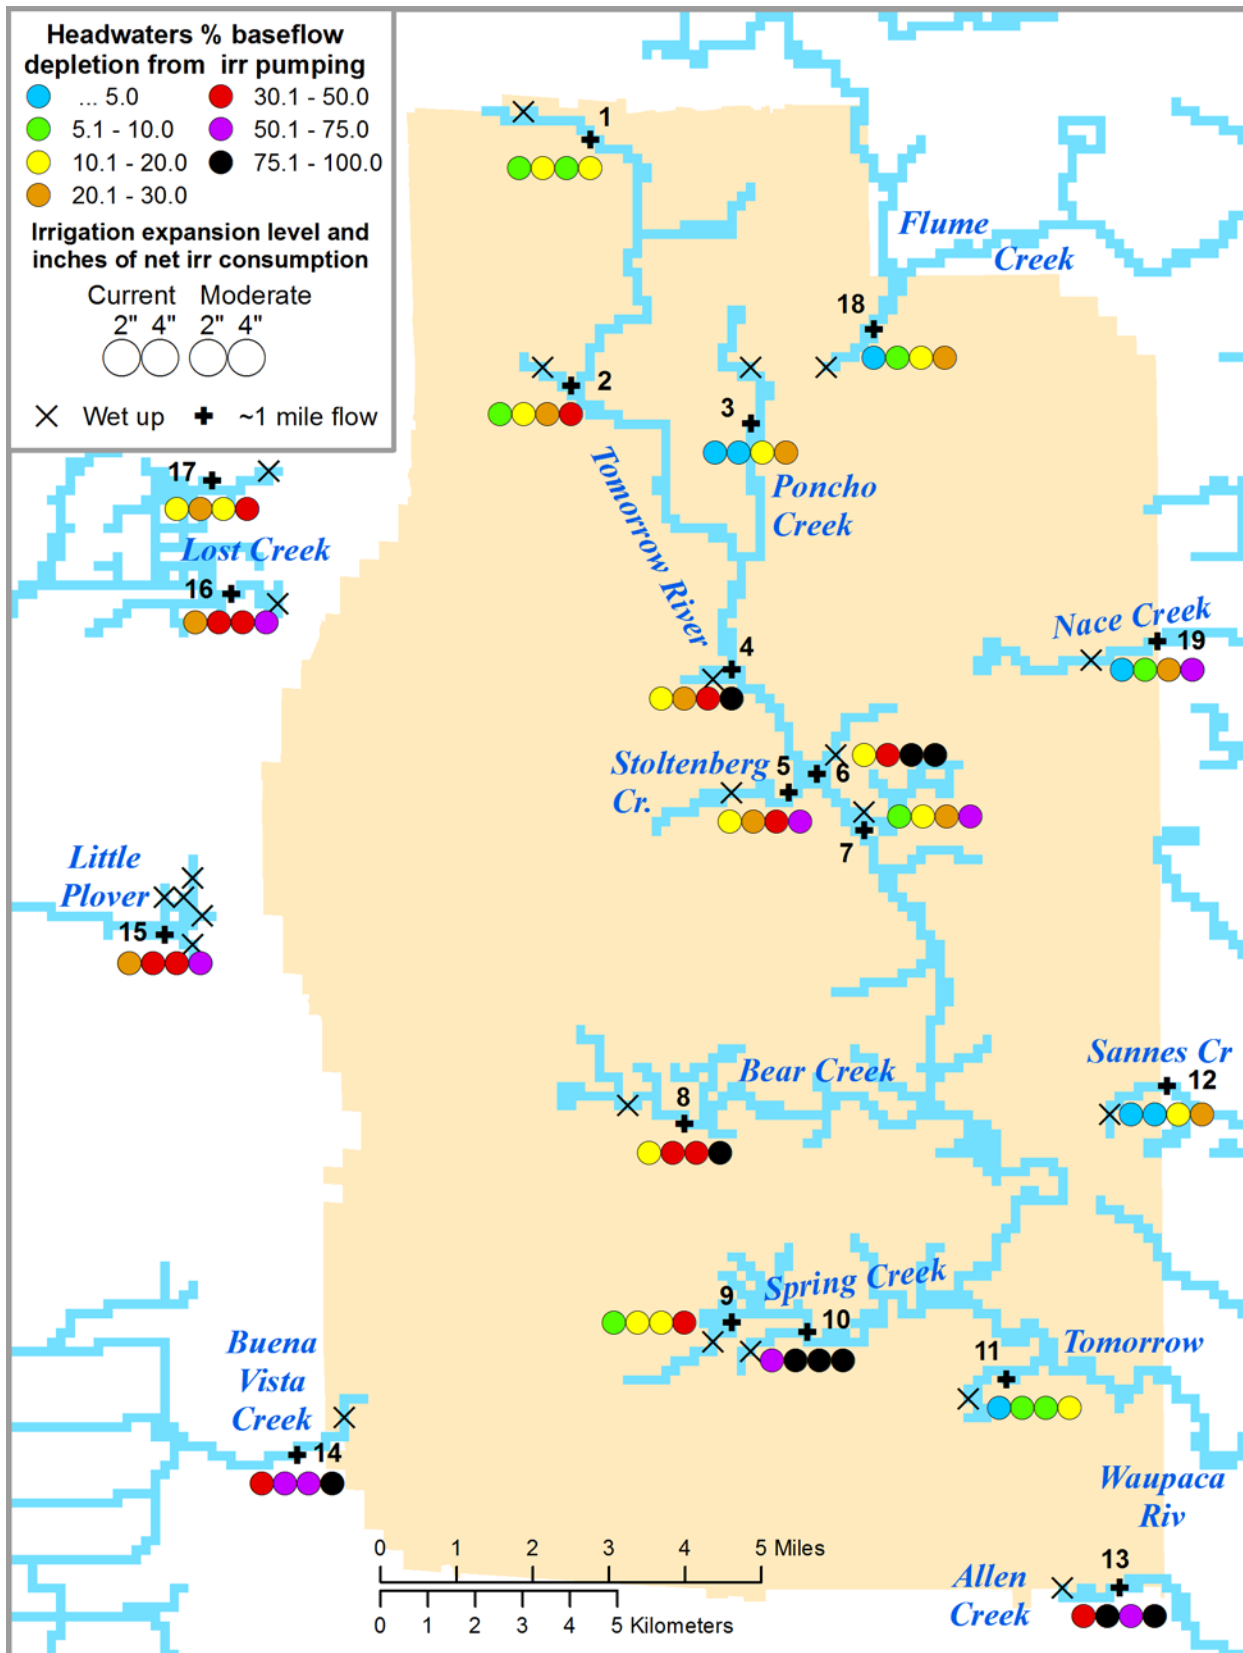 Headwaters % baseflow
depletion from irr pumping
... 5.0
30.1 - 50.0
5.1 - 10.0
50.1 - 75.0
10.1 - 20.0
75.1 - 100.0
20.1 - 30.0
Irrigation expansion level and
inches of net irr consumption
Current Moderate
2" 4" 2" 4"
Wet up
~1 mile flow
1
Flume
Creek
18
2
3
Tomorrow River
Poncho
Creek
17
Lost Creek
16
Nace Creek
19
4
Stoltenberg
Cr.
5
6
7
Little
Plover
15
Bear Creek
8
Sannes Cr
12
Spring Creek
9
10
Tomorrow
11
Buena
Vista
Creek
14
Waupaca
Riv
0 1 2 3 4 5 Miles
0 1 2 3 4 5 Kilometers
Allen
Creek
13